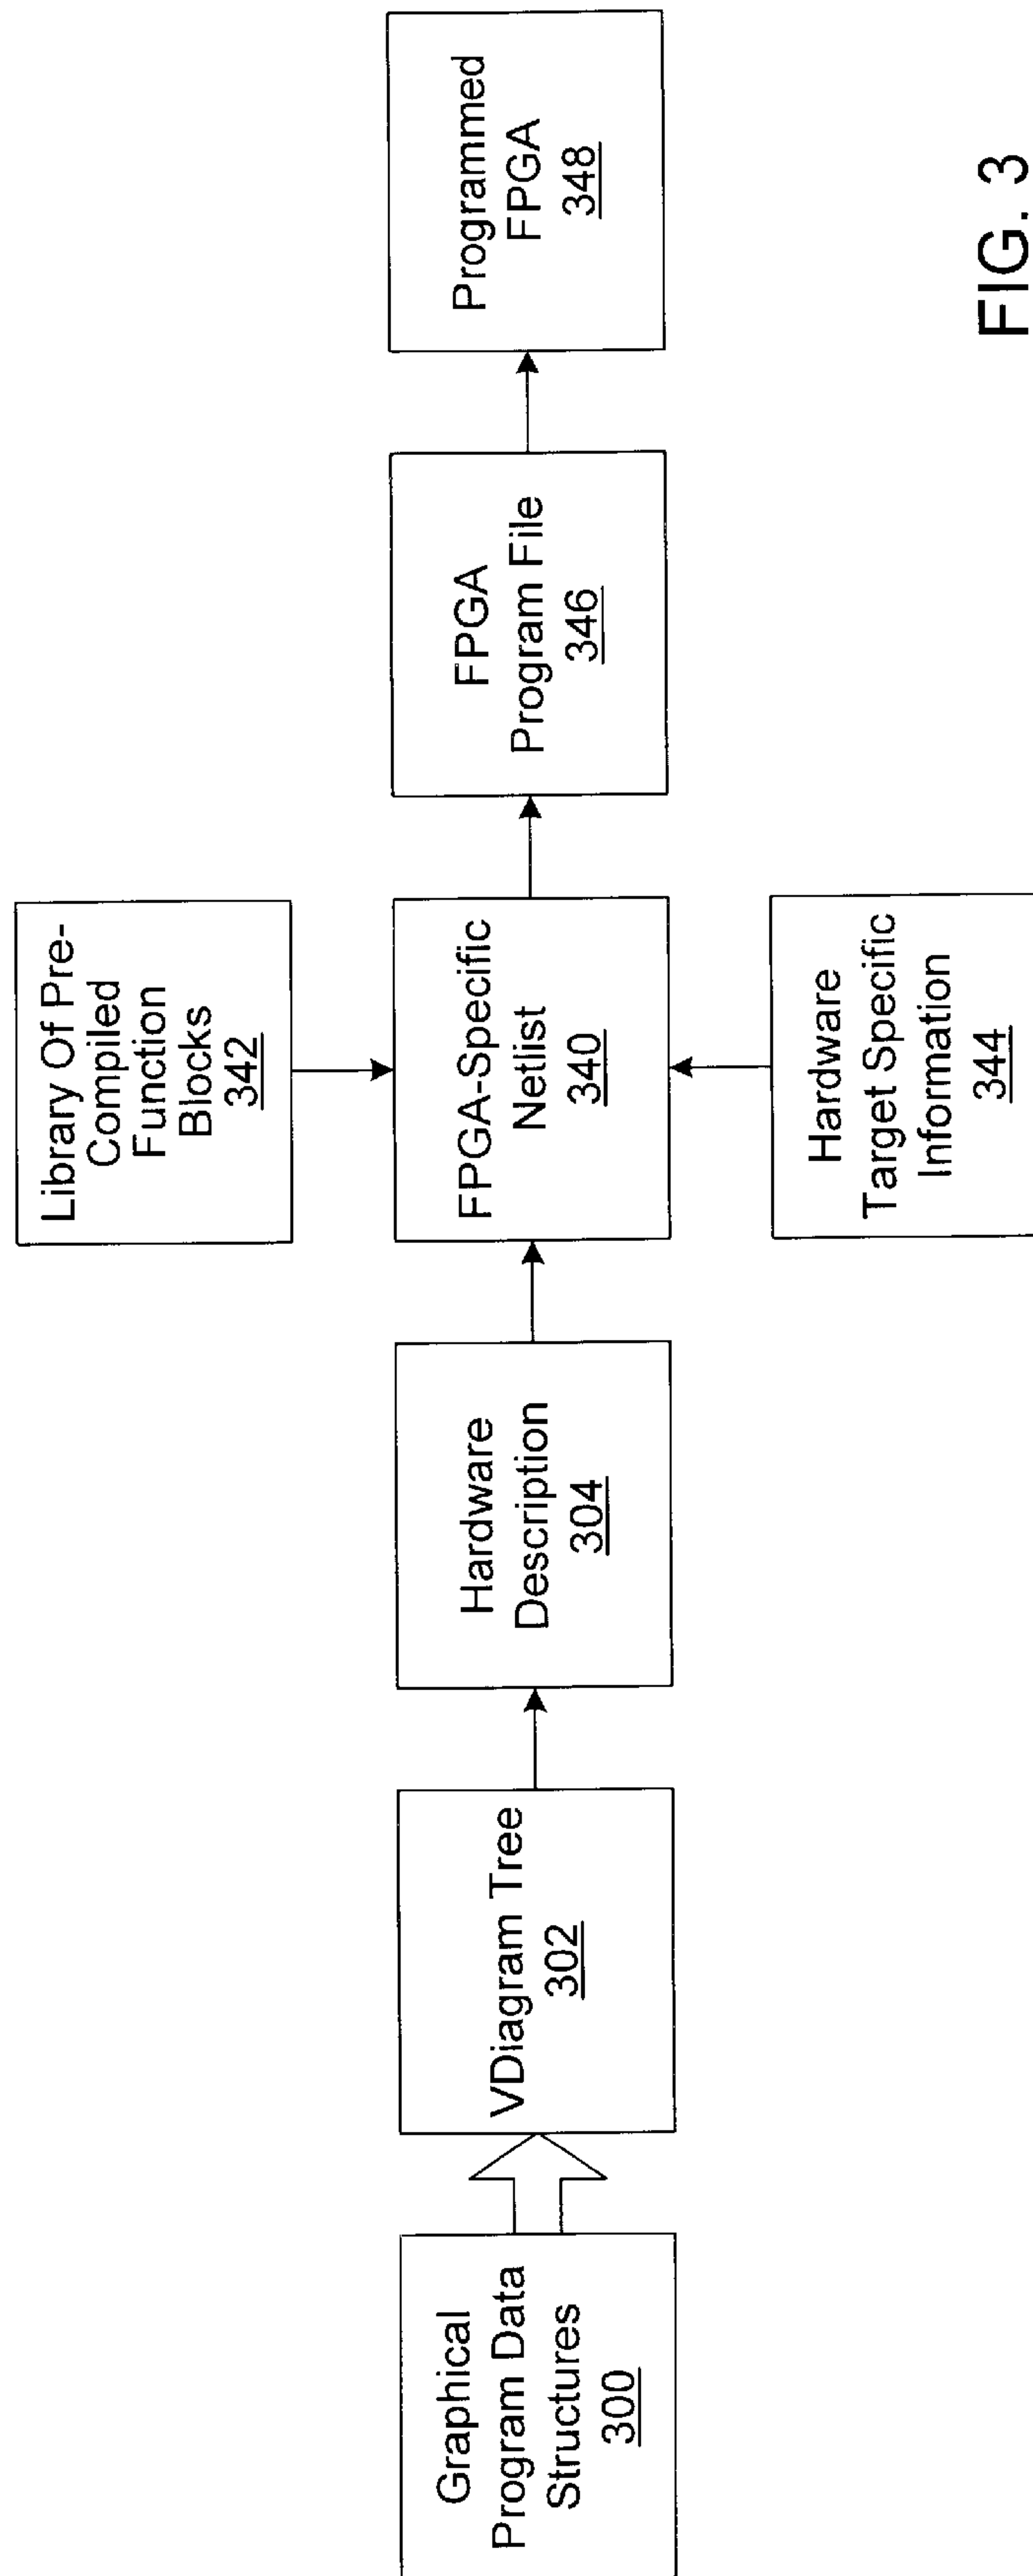 Graphical
Program Data
Structures
300
VDiagram Tree
302
Hardware
Description
304
Library Of Pre-
Compiled
Function
Blocks
342
FPGA-Specific
Netlist
340
Hardware
Target Specific
Information
344
FPGA
Program File
346
Programmed
FPGA
348
FIG. 3